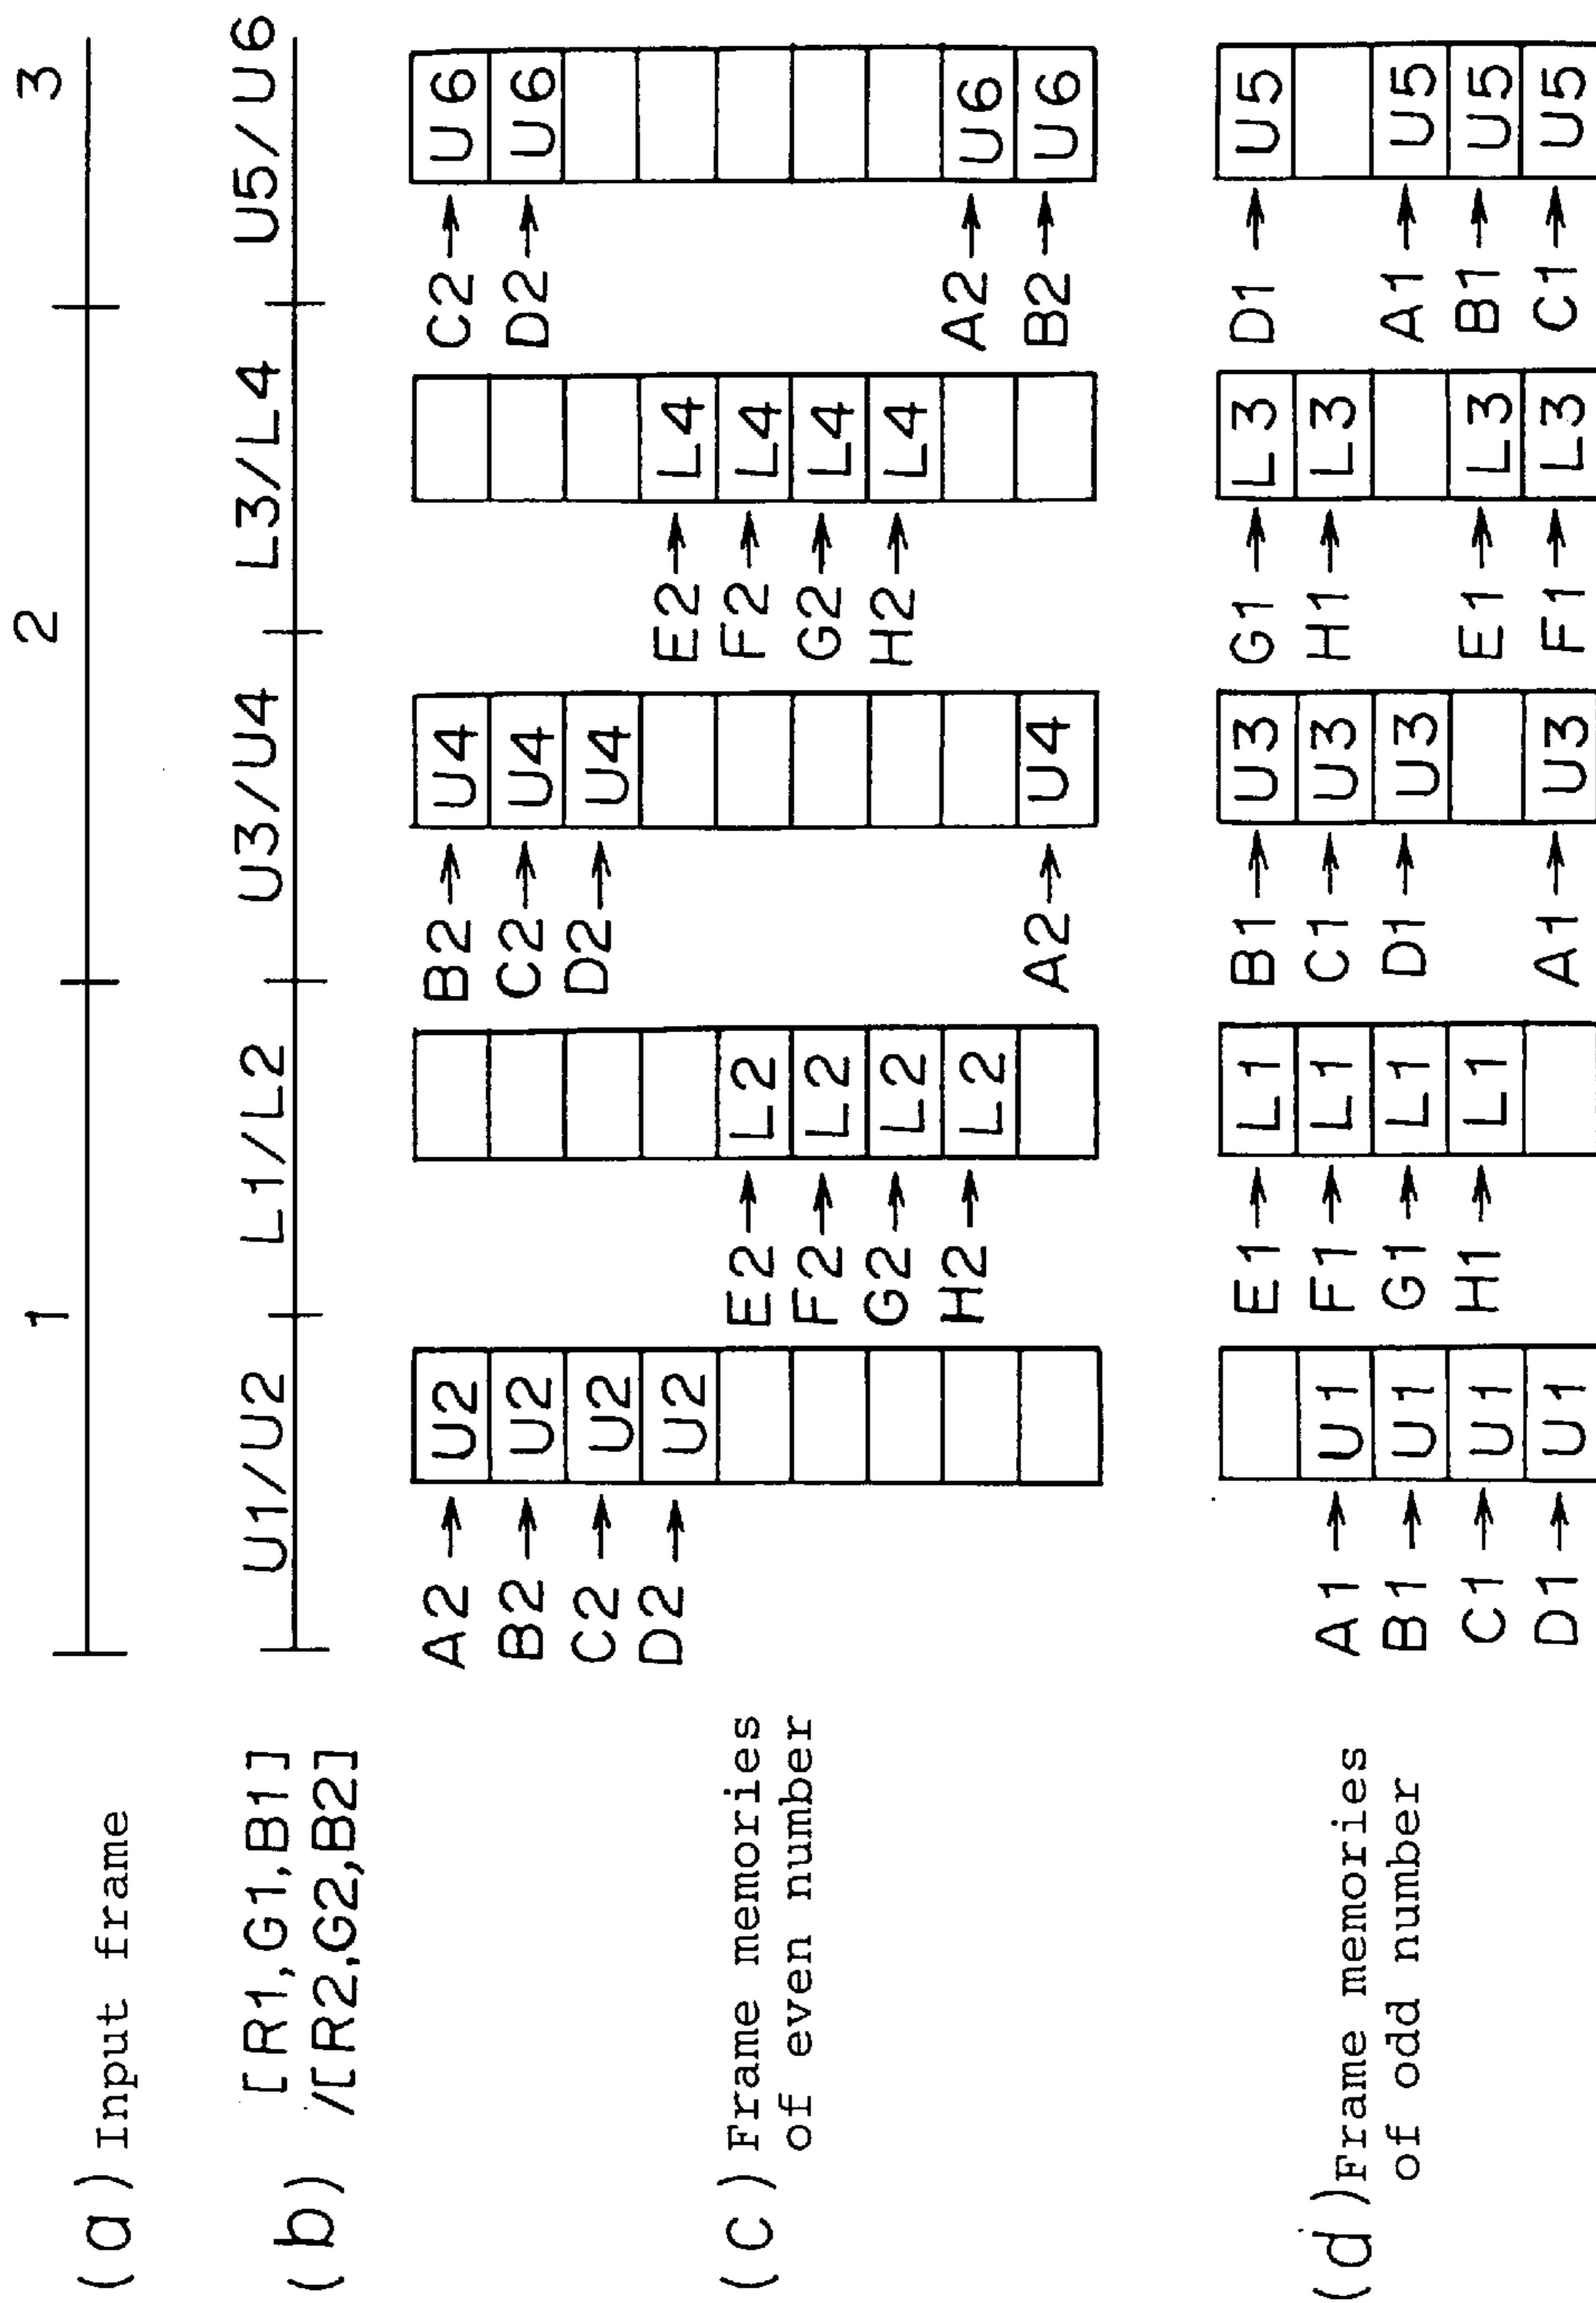 (a) Input frame
1 2 3
(b) [R1,G1,B1]
/[R2,G2,B2]
U1/U2 L1/L2 U3/U4 L3/L4 U5/U6
(c) Frame memories
of even number
A2 U2 B2 U4 C2 U6
B2 U2 C2 U4 D2 U6
C2 U2 D2 U4
D2 U2 E2 L4
E2 L2 F2 L4
F2 L2 G2 L4
G2 L2 H2 L4
H2 L2 A2 U6
A2 U4 B2 U6
(d) Frame memories
of odd number
E1 L1 B1 U3 G1 L3 D1 U5
A1 U1 F1 L1 C1 U3 H1 L3
B1 U1 G1 L1 D1 U3 A1 U5
C1 U1 H1 L1 E1 L3 B1 U5
D1 U1 A1 U3 F1 L3 C1 U5